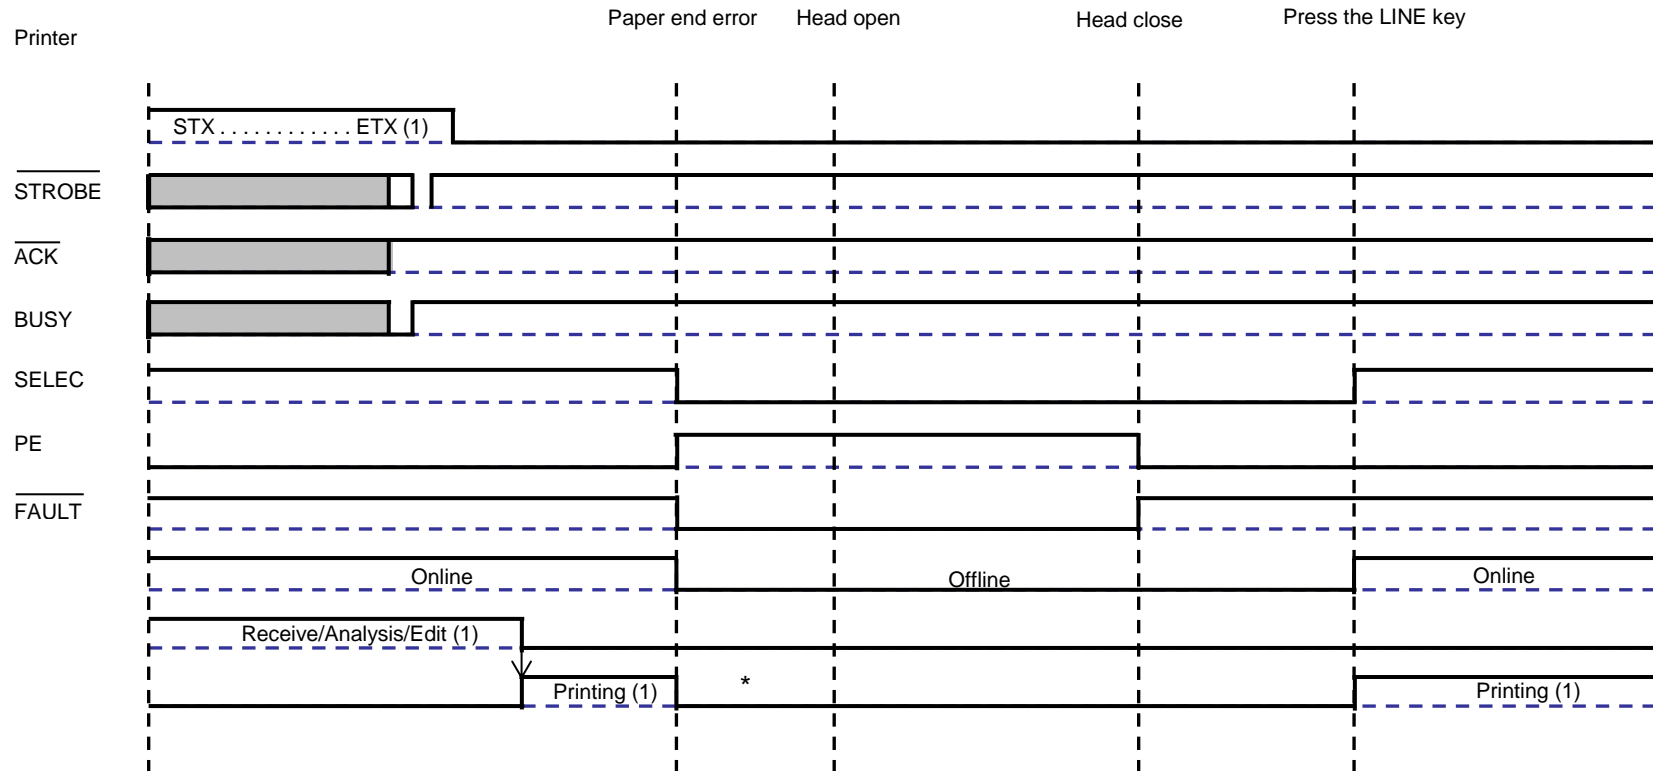 Paper end error
Head open
Head close
Press the LINE key
Printer
STX . . . . . . . . . . . . ETX (1)
STROBE
ACK
BUSY
SELEC
PE
FAULT
Online
Offline
Online
Receive/Analysis/Edit (1)
Printing (1)
*
Printing (1)